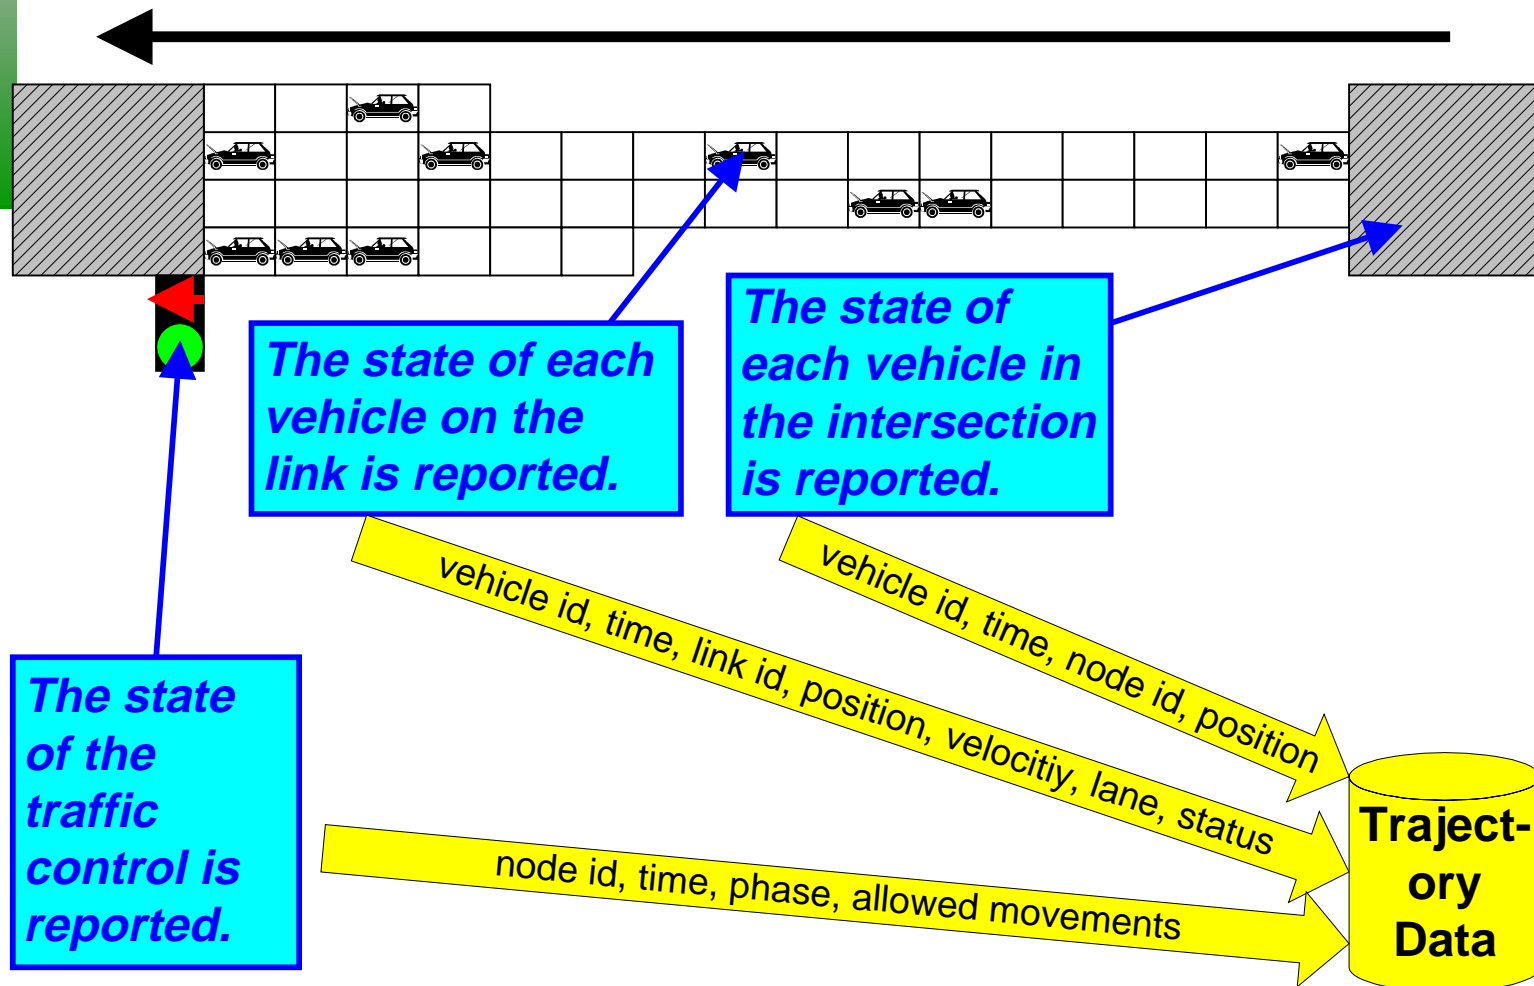 The state of each
vehicle on the
link is reported.
The state of
each vehicle in
the intersection
is reported.
vehicle id, time, node id, position
vehicle id, time, link id, position, velocitiy, lane, status
The state
of the
traffic
control is
reported.
node id, time, phase, allowed movements
Traject-
ory
Data